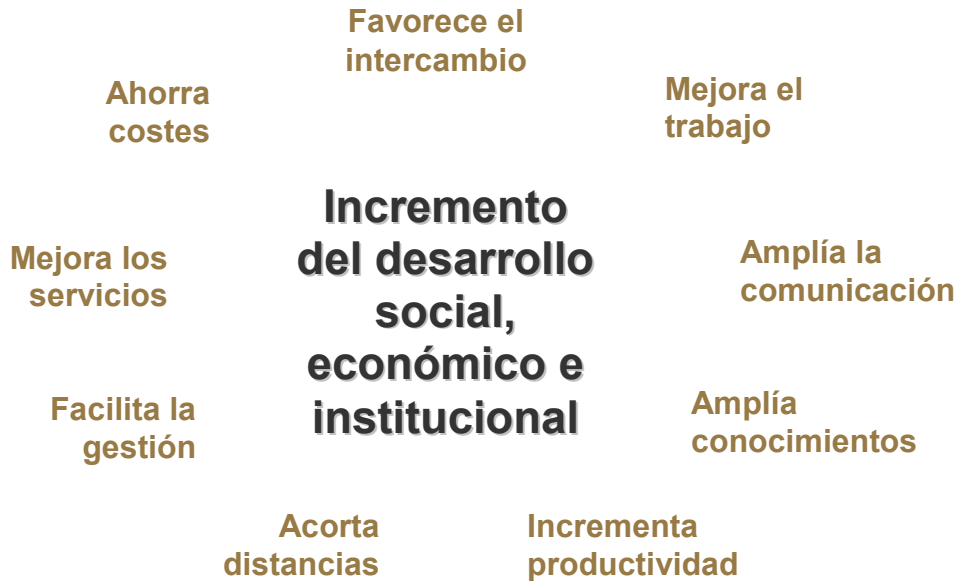 Favorece el
intercambio
Ahorra
costes
Mejora el
trabajo
Incremento
del desarrollo
social,
económico e
institucional
Mejora los
servicios
Amplía la
comunicación
Facilita la
gestión
Amplía
conocimientos
Acorta
distancias
Incrementa
productividad